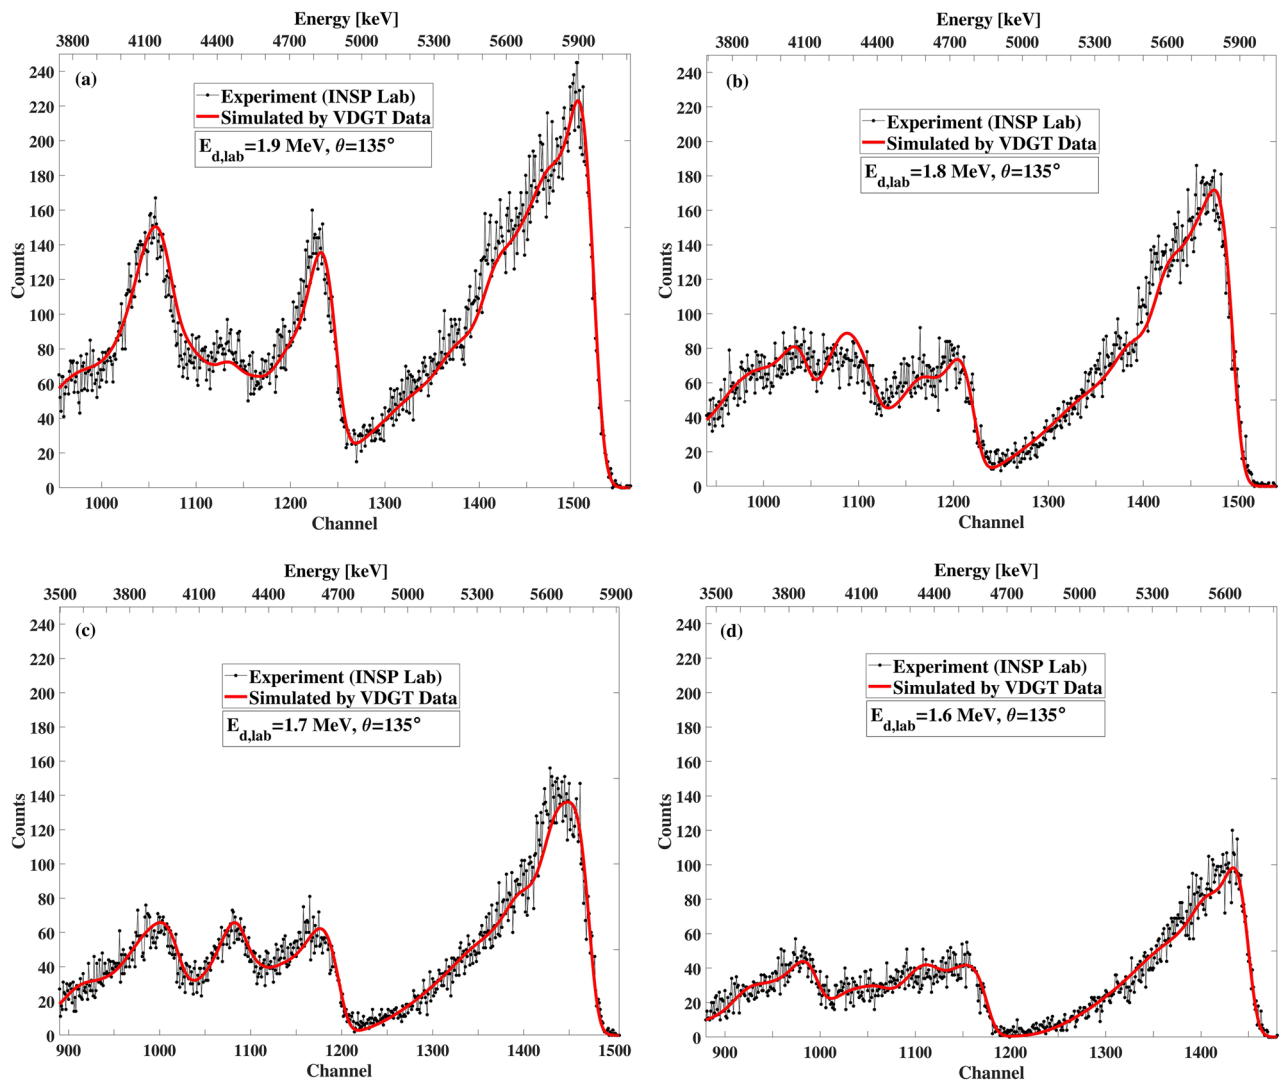 Energy [keV]
3800 4100 4400 4700 5000 5300 5600 5900
(a)
Experiment (INSP Lab)
Simulated by VDGT Data
E_d,lab=1.9 MeV, θ=135°
Counts
240
220
200
180
160
140
120
100
80
60
40
20
0
1000 1100 1200 1300 1400 1500
Channel
Energy [keV]
3800 4100 4400 4700 5000 5300 5600 5900
(b)
Experiment (INSP Lab)
Simulated by VDGT Data
E_d,lab=1.8 MeV, θ=135°
Counts
240
220
200
180
160
140
120
100
80
60
40
20
0
1000 1100 1200 1300 1400 1500
Channel
Energy [keV]
3500 3800 4100 4400 4700 5000 5300 5600 5900
(c)
Experiment (INSP Lab)
Simulated by VDGT Data
E_d,lab=1.7 MeV, θ=135°
Counts
240
220
200
180
160
140
120
100
80
60
40
20
0
900 1000 1100 1200 1300 1400 1500
Channel
Energy [keV]
3500 3800 4100 4400 4700 5000 5300 5600
(d)
Experiment (INSP Lab)
Simulated by VDGT Data
E_d,lab=1.6 MeV, θ=135°
Counts
240
220
200
180
160
140
120
100
80
60
40
20
0
900 1000 1100 1200 1300 1400
Channel